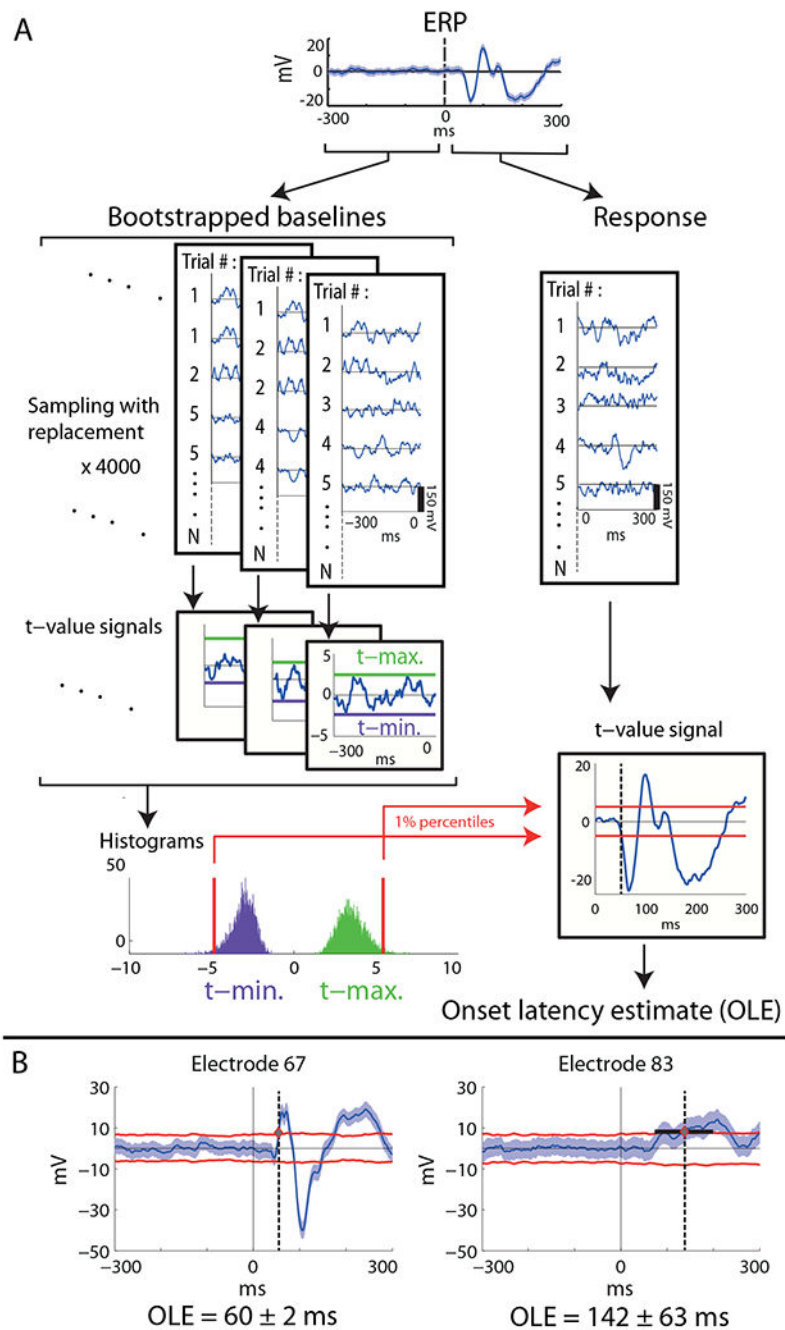 A
ERP
20
0
-20
mV
-300
0
300
ms
Bootstrapped baselines
Response
Trial # :
1
1
2
5
5
N
Trial # :
1
2
2
4
4
N
Trial # :
1
2
3
4
5
N
−300
0
ms
150 mV
Trial # :
1
2
3
4
5
N
0
300
ms
150 mV
Sampling with
replacement
x 4000
t−value signals
5
0
−5
t−max.
t−min.
−300
0
ms
t−value signal
20
0
-20
0
100
200
300
ms
1% percentiles
Histograms
50
0
−10
−5
0
5
10
t−min.
t−max.
Onset latency estimate (OLE)
B
Electrode 67
30
10
−10
−30
−50
mV
−300
0
300
ms
OLE = 60 ± 2 ms
Electrode 83
30
10
−10
−30
−50
mV
−300
0
300
ms
OLE = 142 ± 63 ms